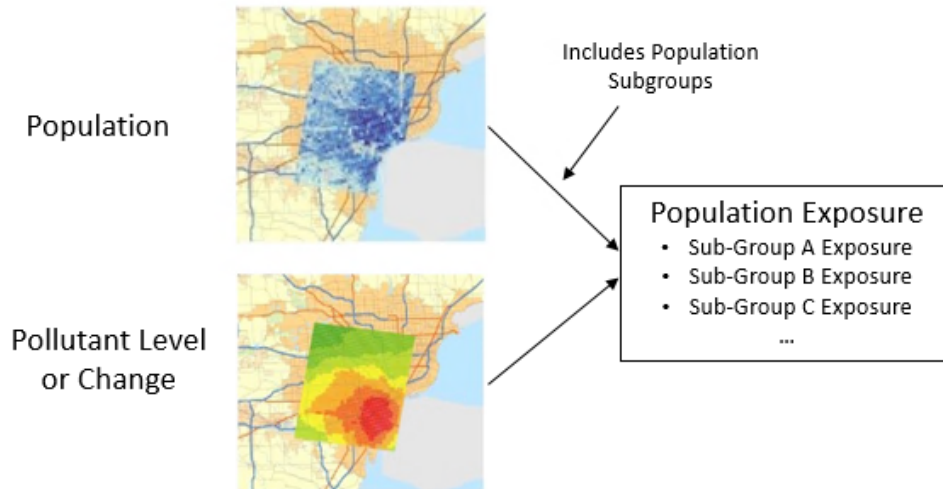 Population
Includes Population
Subgroups
Pollutant Level
or Change
Population Exposure
• Sub-Group A Exposure
• Sub-Group B Exposure
• Sub-Group C Exposure
...